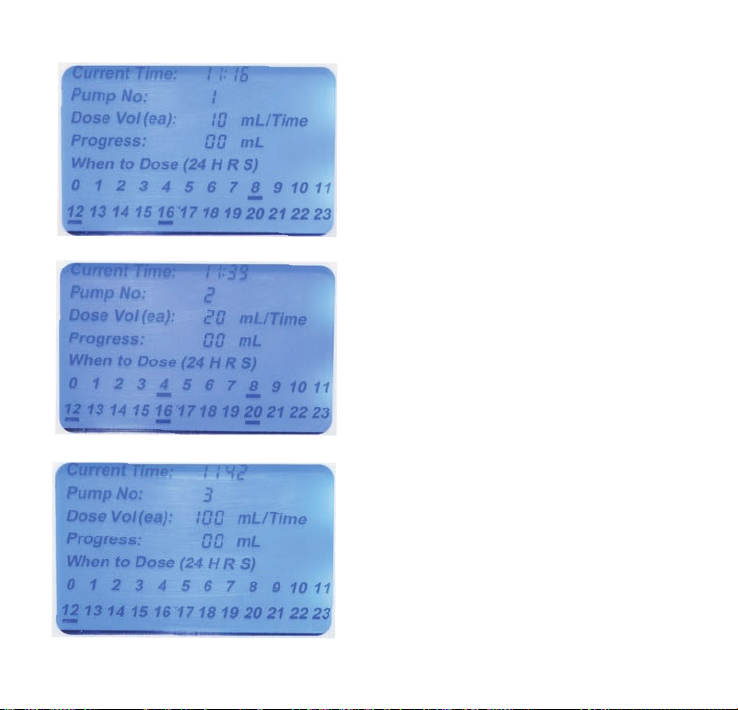 Current Time: 11:16
Pump No: 1
Dose Vol(ea): 10 mL/Time
Progress: 00 mL
When to Dose (24 H R S)
0 1 2 3 4 5 6 7 8 9 10 11
12 13 14 15 16 17 18 19 20 21 22 23
Current Time: 11:39
Pump No: 2
Dose Vol(ea): 20 mL/Time
Progress: 00 mL
When to Dose (24 H R S)
0 1 2 3 4 5 6 7 8 9 10 11
12 13 14 15 16 17 18 19 20 21 22 23
Current Time: 11 42
Pump No: 3
Dose Vol(ea): 100 mL/Time
Progress: 00 mL
When to Dose (24 H R S)
0 1 2 3 4 5 6 7 8 9 10 11
12 13 14 15 16 17 18 19 20 21 22 23